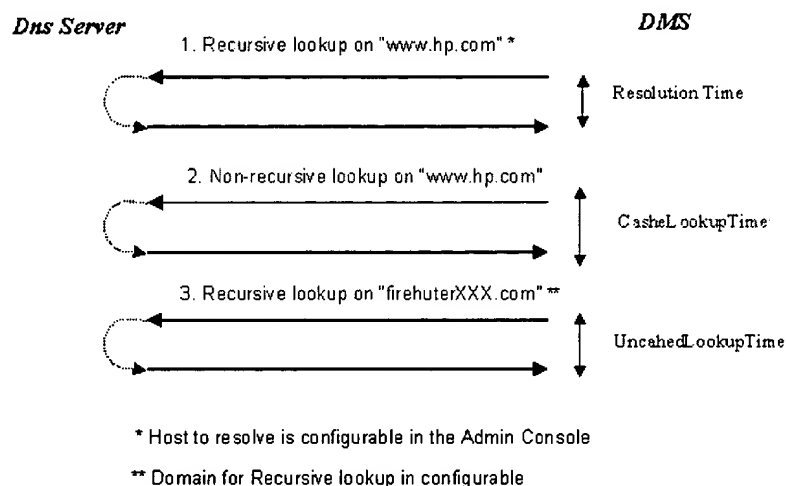 Dns Server
DMS
1. Recursive lookup on "www.hp.com" *
Resolution Time
2. Non-recursive lookup on "www.hp.com"
CasheLookupTime
3. Recursive lookup on "firehuterXXX.com" **
UncahedLookupTime
* Host to resolve is configurable in the Admin Console
** Domain for Recursive lookup in configurable